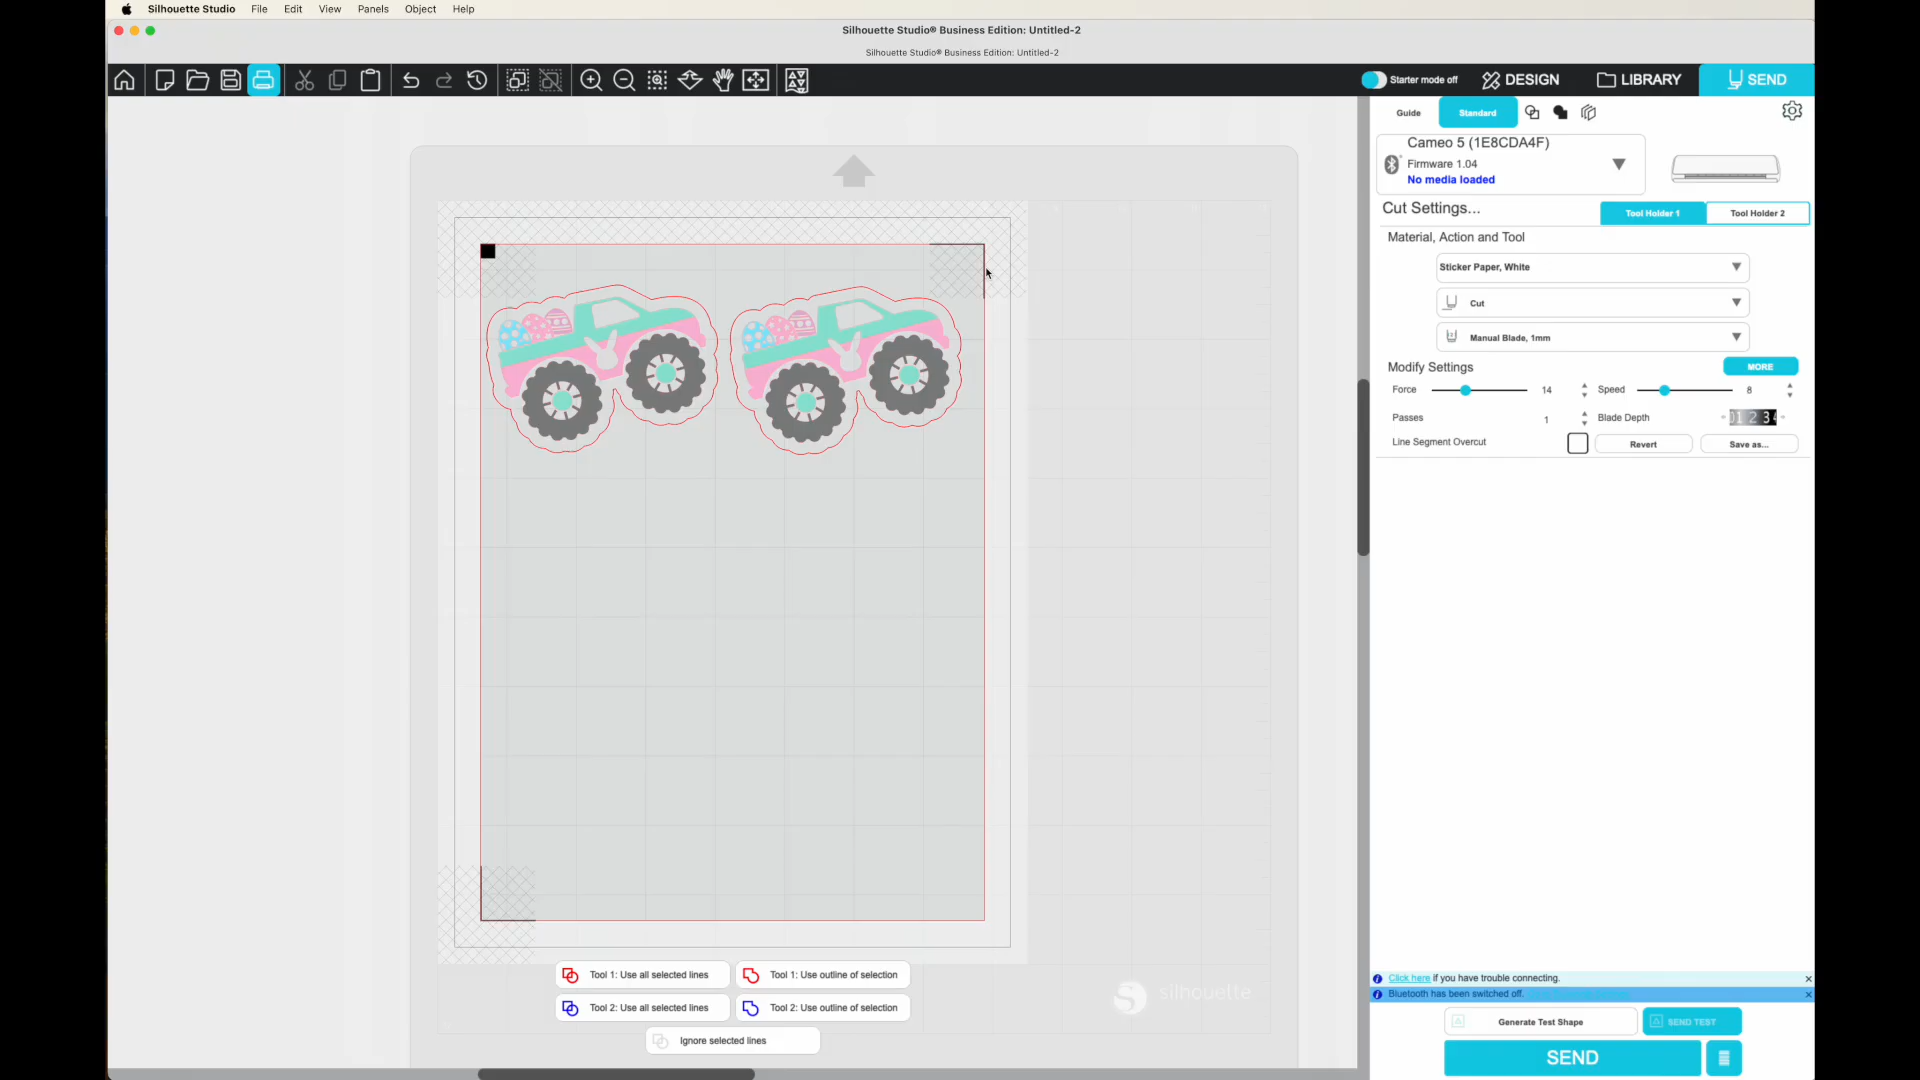 Silhouette Studio File Edit View Panels Object Help
Silhouette Studio® Business Edition: Untitled-2
Silhouette Studio® Business Edition: Untitled-2
Starter mode off DESIGN LIBRARY SEND
Guide Standard
Cameo 5 (1E8CDA4F)
Firmware 1.04
No media loaded
Cut Settings... Tool Holder 1 Tool Holder 2
Material, Action and Tool
Sticker Paper, White
Cut
Manual Blade, 1mm
Modify Settings MORE
Force 14 Speed 8
Passes 1 Blade Depth 1 2 3
Line Segment Overcut Revert Save as...
Tool 1: Use all selected lines Tool 1: Use outline of selection
Tool 2: Use all selected lines Tool 2: Use outline of selection
Ignore selected lines
silhouette
Click here if you have trouble connecting.
Bluetooth has been switched off.
Generate Test Shape SEND TEST
SEND